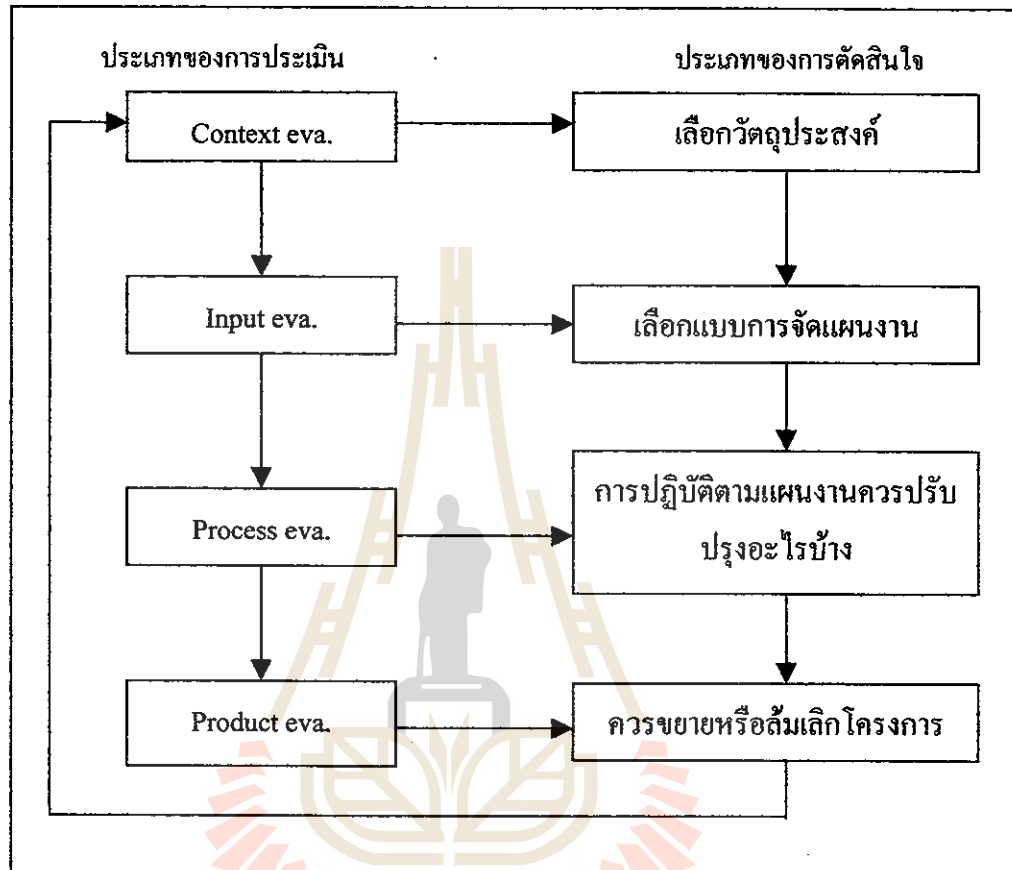 ประเภทของการประเมิน
ประเภทของการตัดสินใจ
Context eva.
เลือกวัตถุประสงค์
Input eva.
เลือกแบบการจัดแผนงาน
Process eva.
การปฏิบัติตามแผนงานควรปรับ
ปรุงอะไรบ้าง
Product eva.
ควรขยายหรือล้มเลิกโครงการ